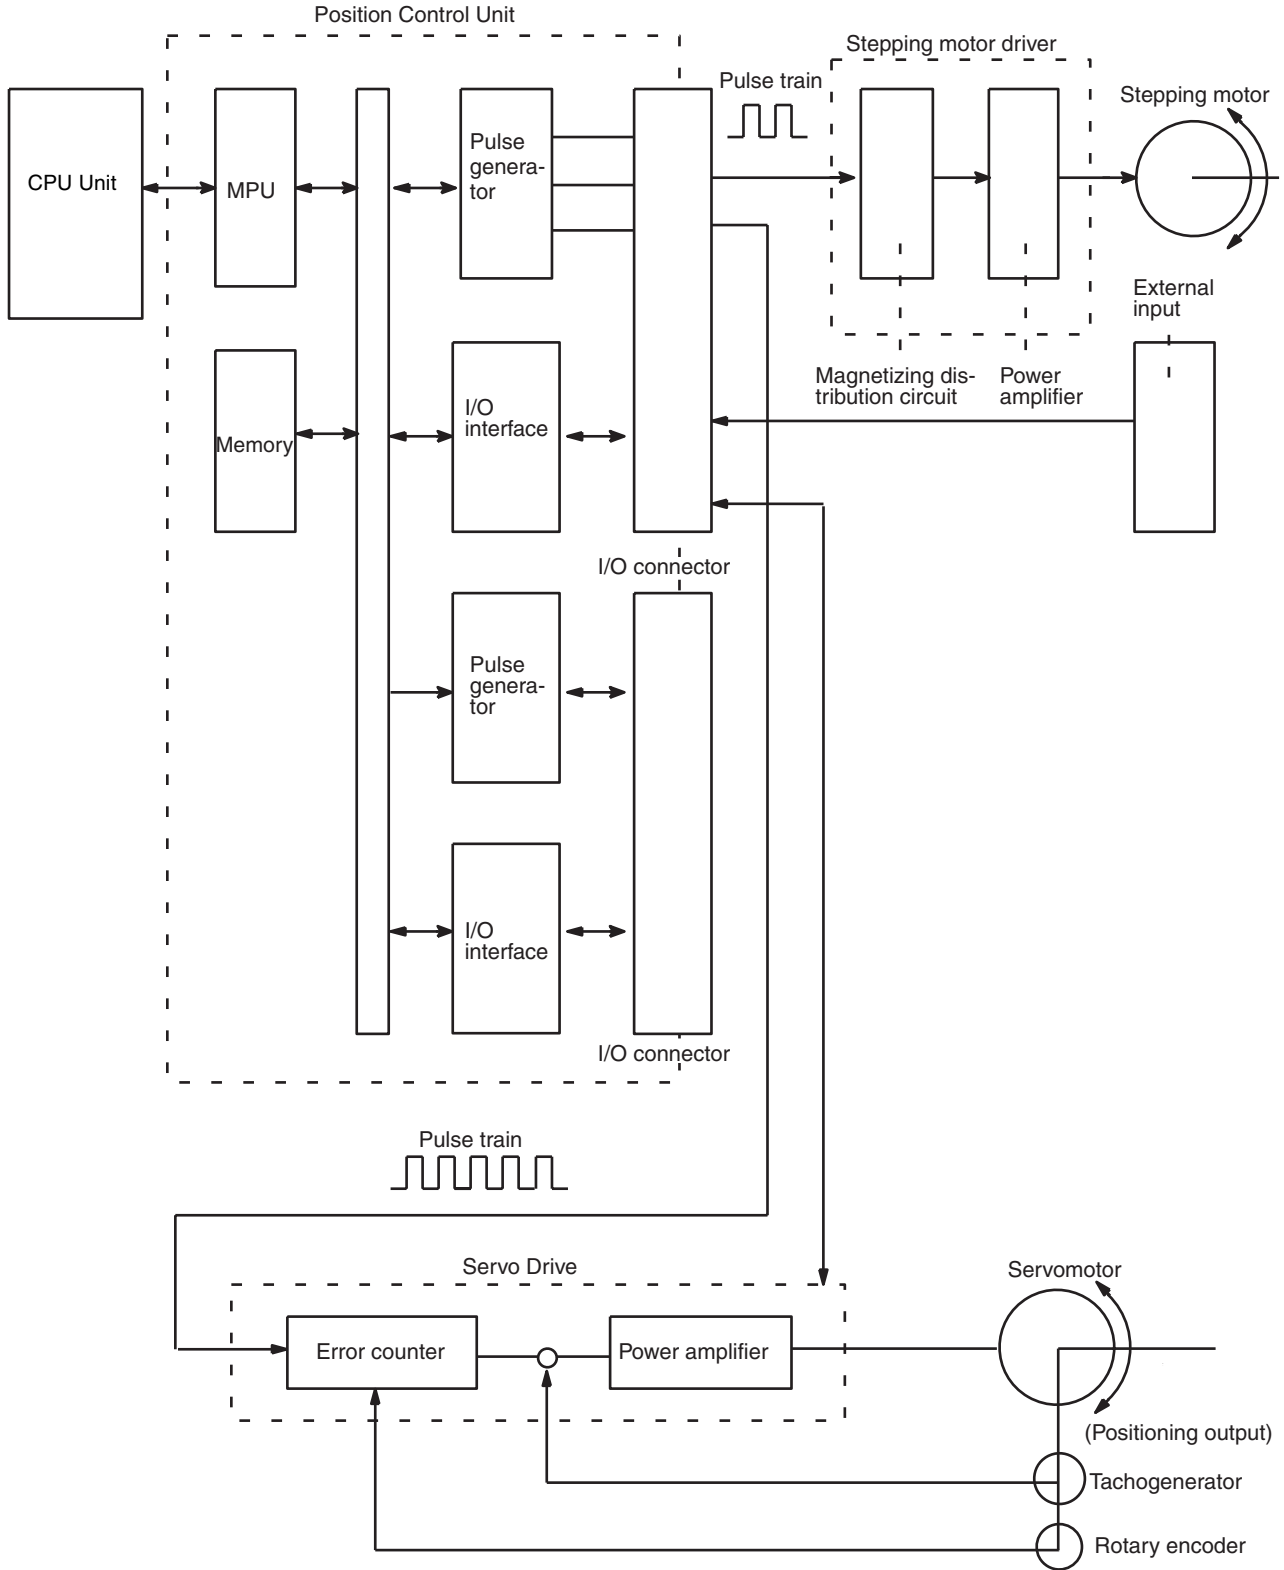 Position Control Unit
Stepping motor driver
Pulse train
Stepping motor
CPU Unit
MPU
Pulse
genera-
tor
External
input
Magnetizing dis-
tribution circuit
Power
amplifier
Memory
I/O
interface
I/O connector
Pulse
genera-
tor
I/O
interface
I/O connector
Pulse train
Servo Drive
Servomotor
Error counter
Power amplifier
(Positioning output)
Tachogenerator
Rotary encoder